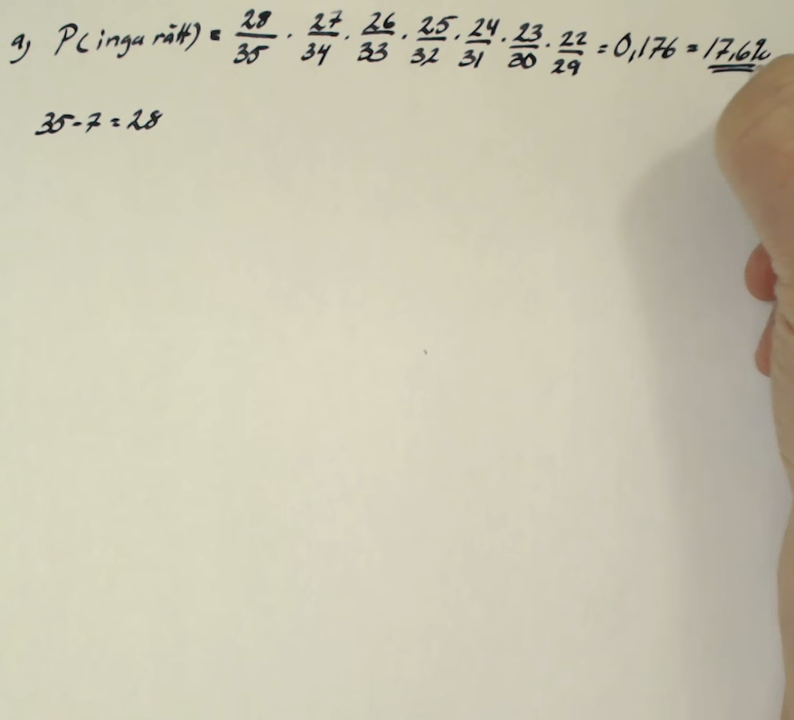 a) P(inga rätt) = 28/35 · 27/34 · 26/33 · 25/32 · 24/31 · 23/30 · 22/29 = 0,176 = 17,6%
35-7=28